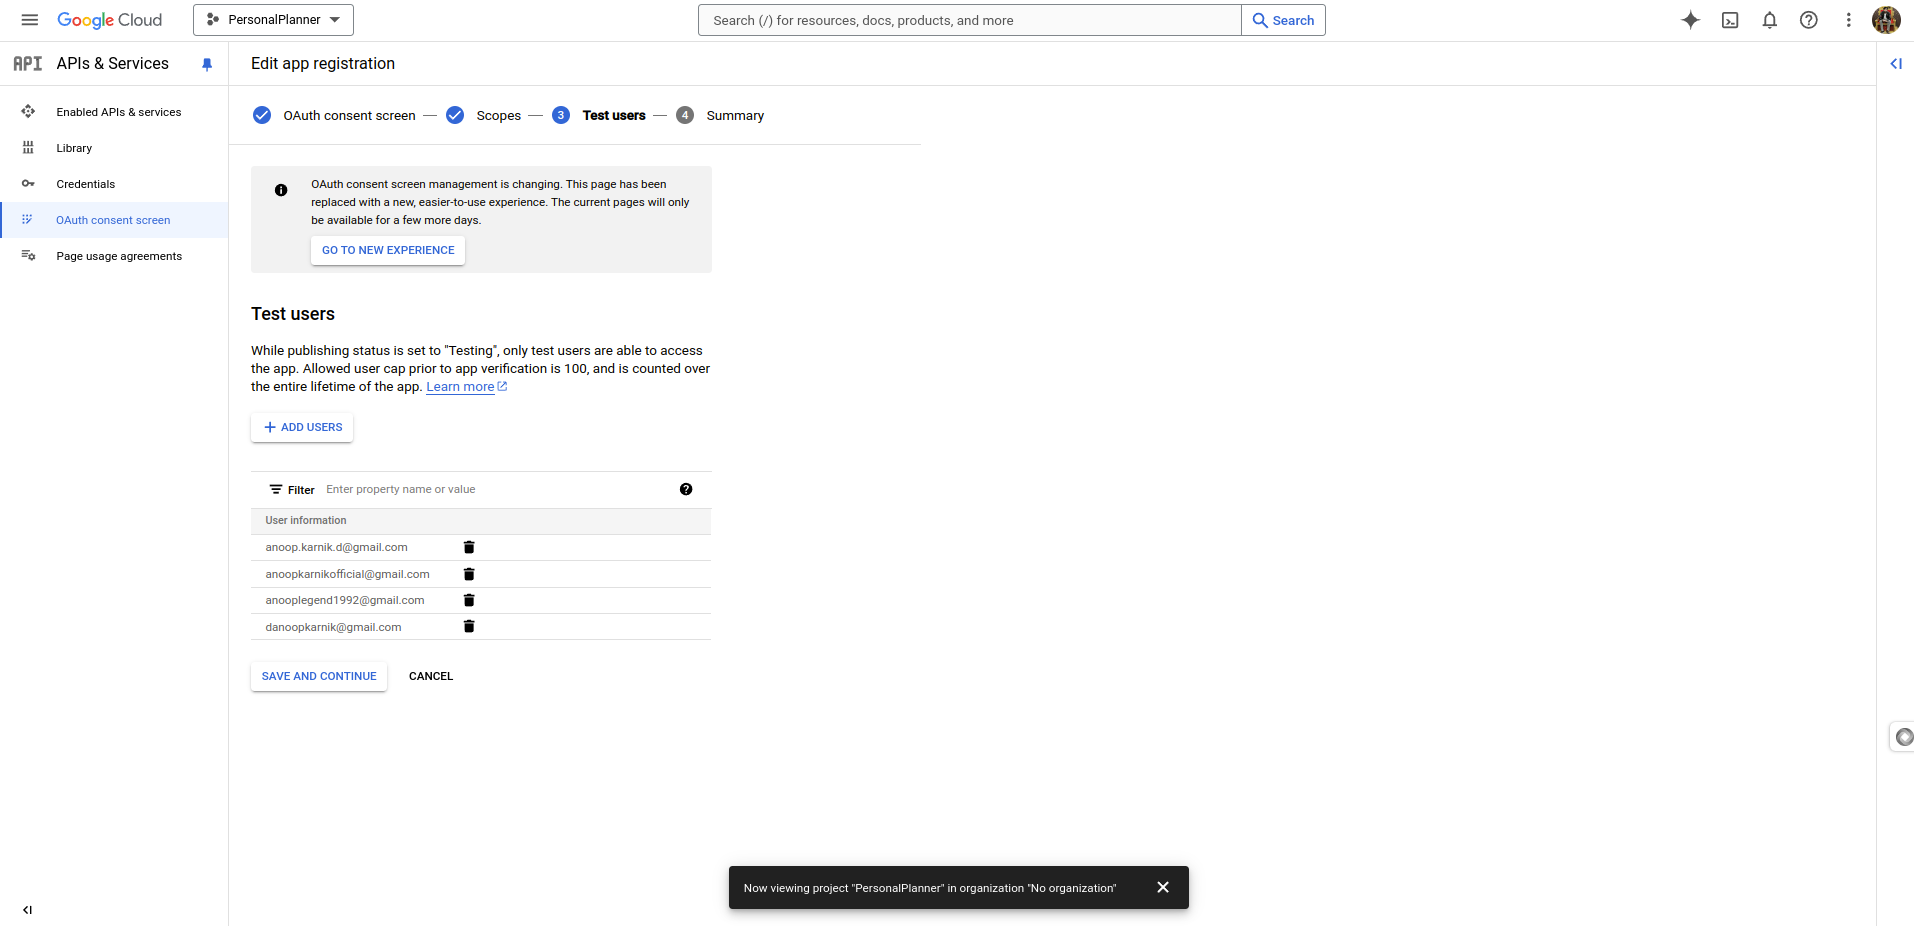 Google Cloud
PersonalPlanner
Search (/) for resources, docs, products, and more
Search
API
APIs & Services
Edit app registration
Enabled APIs & services
Library
Credentials
OAuth consent screen
Page usage agreements
OAuth consent screen
Scopes
3
Test users
4
Summary
OAuth consent screen management is changing. This page has been
replaced with a new, easier-to-use experience. The current pages will only
be available for a few more days.
GO TO NEW EXPERIENCE
Test users
While publishing status is set to "Testing", only test users are able to access
the app. Allowed user cap prior to app verification is 100, and is counted over
the entire lifetime of the app. Learn more
ADD USERS
Filter Enter property name or value
User information
anoop.karnik.d@gmail.com
anoopkarnikofficial@gmail.com
anooplegend1992@gmail.com
danoopkarnik@gmail.com
SAVE AND CONTINUE
CANCEL
Now viewing project "PersonalPlanner" in organization "No organization"